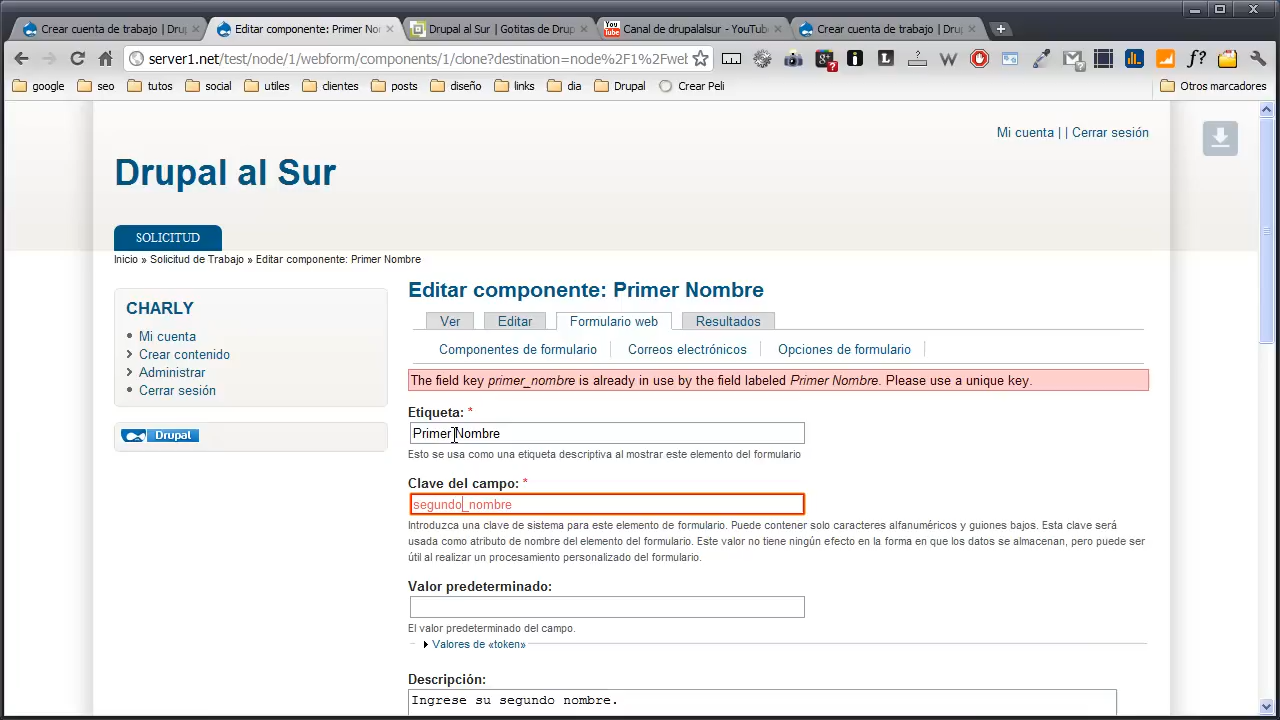 Crear cuenta de trabajo | Drup
Editar componente: Primer No
Drupal al Sur | Gotitas de Drup
Canal de drupalsur - YouTube
Crear cuenta de trabajo | Drup
server1.net/test/node/1/webform/components/1/clone?destination=node%2F1%2Fwel
google
seo
tutos
social
utiles
clientes
posts
diseño
links
dia
Drupal
Crear Peli
Otros marcadores
Mi cuenta | | Cerrar sesión
Drupal al Sur
SOLICITUD
Inicio » Solicitud de Trabajo » Editar componente: Primer Nombre
CHARLY
Mi cuenta
Crear contenido
Administrar
Cerrar sesión
Drupal
Editar componente: Primer Nombre
Ver
Editar
Formulario web
Resultados
Componentes de formulario
Correos electrónicos
Opciones de formulario
The field key primer_nombre is already in use by the field labeled Primer Nombre. Please use a unique key.
Etiqueta: *
Primer Nombre
Esto se usa como una etiqueta descriptiva al mostrar este elemento del formulario
Clave del campo: *
segundo_nombre
Introduzca una clave de sistema para este elemento de formulario. Puede contener solo caracteres alfanuméricos y guiones bajos. Esta clave será
usada como atributo de nombre del elemento del formulario. Este valor no tiene ningún efecto en la forma en que los datos se almacenan, pero puede ser
útil al realizar un procesamiento personalizado del formulario.
Valor predeterminado:
El valor predeterminado del campo.
Valores de «token»
Descripción:
Ingrese su segundo nombre.